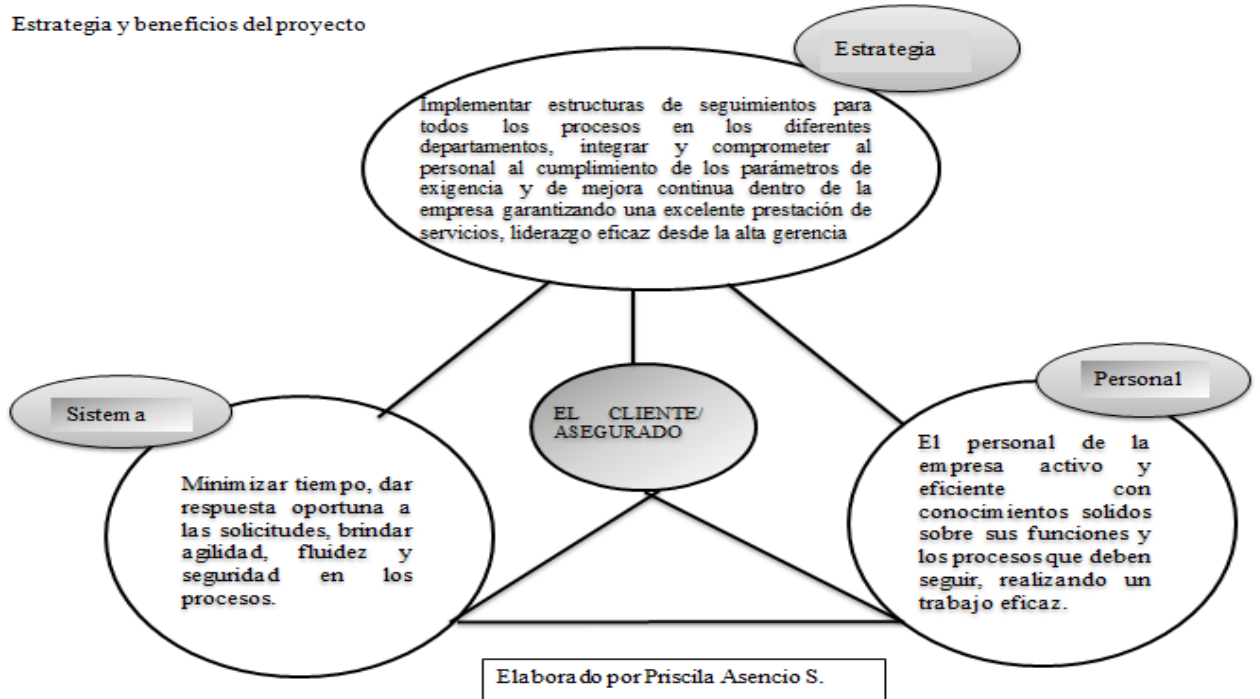 Estrategia y beneficios del proyecto
Estrategia
Implementar estructuras de seguimientos para
todos los procesos en los diferentes
departamentos, integrar y comprometer al
personal al cumplimiento de los parámetros de
exigencia y de mejora continua dentro de la
empresa garantizando una excelente prestación de
servicios, liderazgo eficaz desde la alta gerencia
Sistema
Minimizar tiempo, dar
respuesta oportuna a
las solicitudes, brindar
agilidad, fluidez y
seguridad en los
procesos.
EL CLIENTE/
ASEGURADO
Personal
El personal de la
empresa activo y
eficiente con
conocimientos solidos
sobre sus funciones y
los procesos que deben
seguir, realizando un
trabajo eficaz.
Elaborado por Priscila Asencio S.